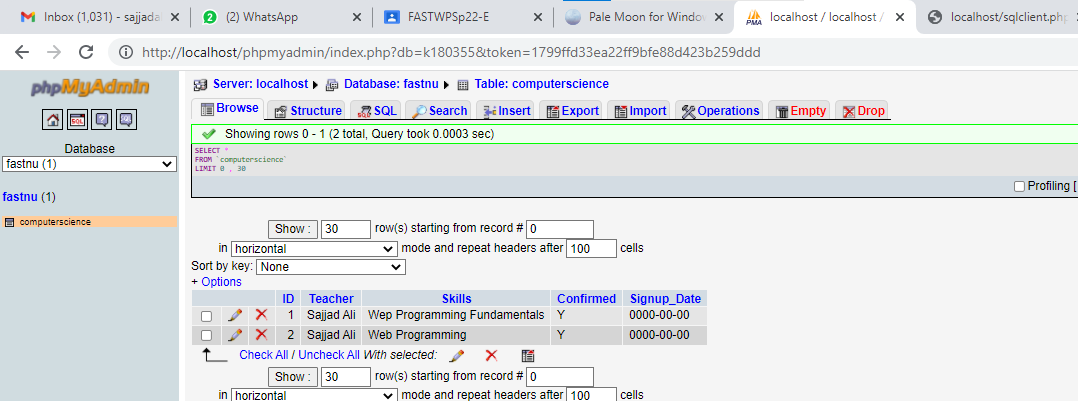 Inbox (1,031) - sajjada
(2) WhatsApp
FASTWPSp22-E
Pale Moon for Window
localhost / localhost /
localhost/sqlclient.php
http://localhost/phpmyadmin/index.php?db=k180355&token=1799ffd33ea22ff9bfe88d423b259ddd
phpMyAdmin
Server: localhost Database: fastnu Table: computerscience
Browse Structure SQL Search Insert Export Import Operations Empty Drop
Database
fastnu (1)
fastnu (1)
computerscience
Showing rows 0 - 1 (2 total, Query took 0.0003 sec)
SELECT *
FROM `computerscience`
LIMIT 0 , 30
Profiling [
Show : 30 row(s) starting from record # 0
in horizontal mode and repeat headers after 100 cells
Sort by key: None
+ Options
ID Teacher Skills Confirmed Signup_Date
1 Sajjad Ali Wep Programming Fundamentals Y 0000-00-00
2 Sajjad Ali Web Programming Y 0000-00-00
Check All / Uncheck All With selected:
Show : 30 row(s) starting from record # 0
in horizontal mode and repeat headers after 100 cells